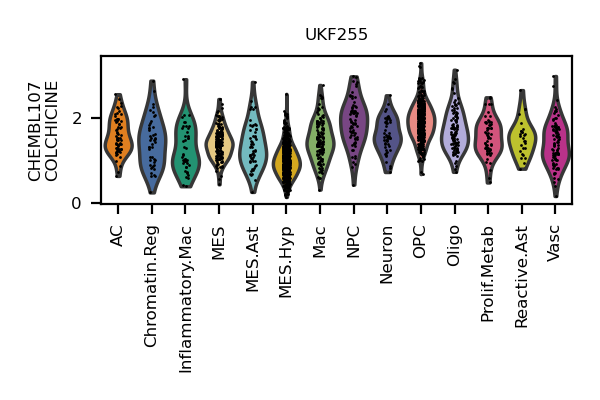 UKF255
CHEMBL107
COLCHICINE
2
0
AC
Chromatin.Reg
Inflammatory.Mac
MES
MES.Ast
MES.Hyp
Mac
NPC
Neuron
OPC
Oligo
Prolif.Metab
Reactive.Ast
Vasc